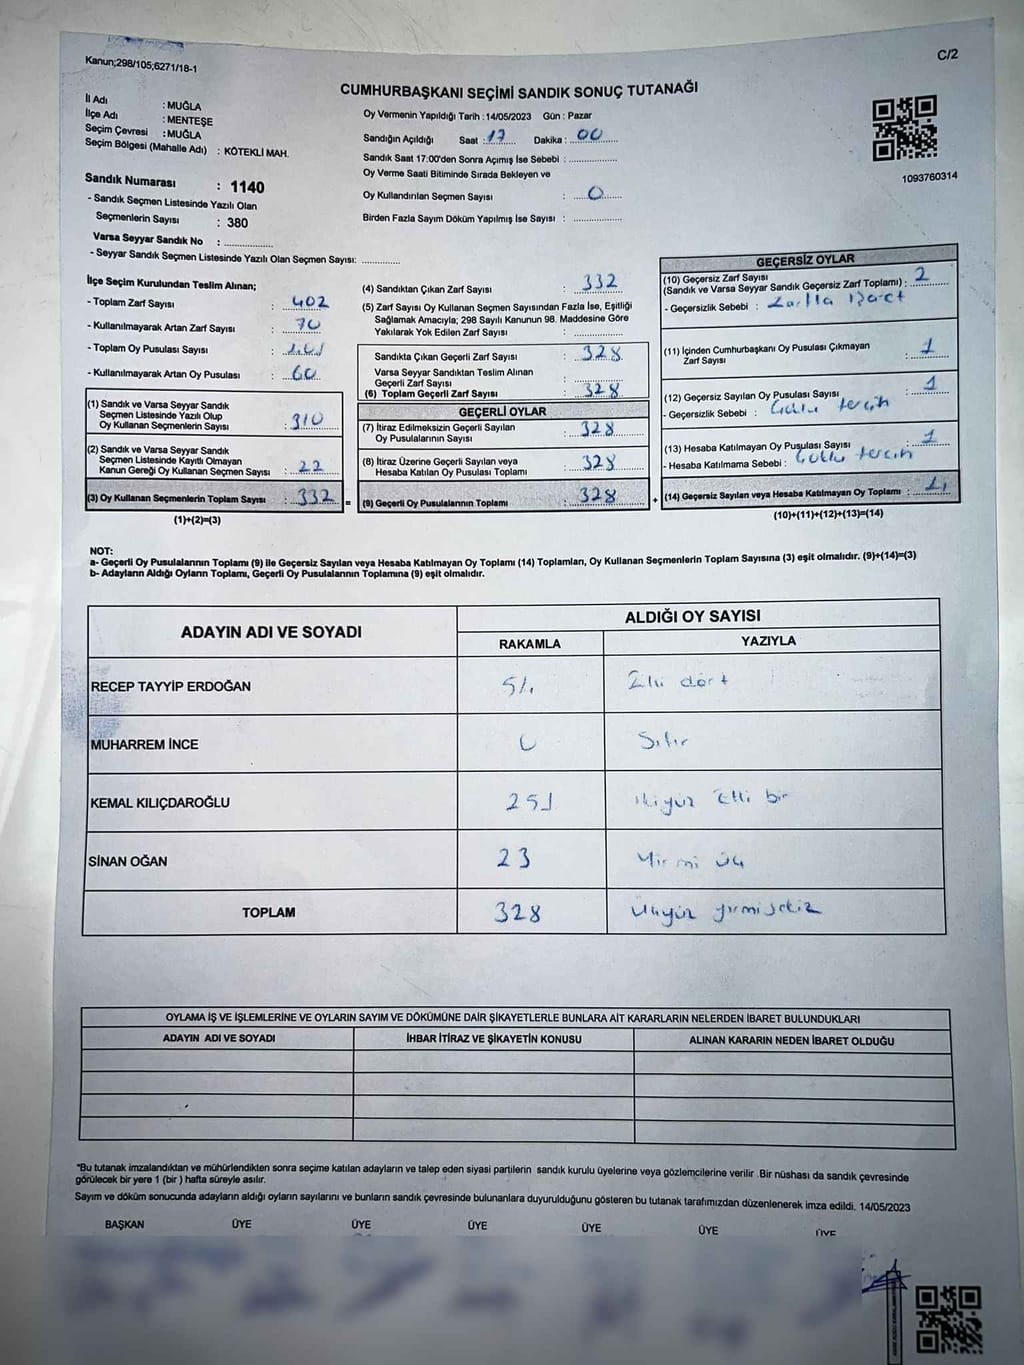 Kanun;298/105;6271/18-1
C/2
CUMHURBAŞKANI SEÇİMİ SANDIK SONUÇ TUTANAĞI
İl Adı : MUĞLA
İlçe Adı : MENTEŞE
Seçim Çevresi : MUĞLA
Seçim Bölgesi (Mahalle Adı) : KÖTEKLİ MAH.
Sandık Numarası : 1140
- Sandık Seçmen Listesinde Yazılı Olan
Seçmenlerin Sayısı : 380
Varsa Seyyar Sandık No : ..............
- Seyyar Sandık Seçmen Listesinde Yazılı Olan Seçmen Sayısı: ............
Oy Vermenin Yapıldığı Tarih : 14/05/2023 Gün : Pazar
Sandığın Açıldığı Saat : 17 Dakika : 00
Sandık Saat 17:00'den Sonra Açımış İse Sebebi : ..............
Oy Verme Saati Bitiminde Sırada Bekleyen ve
Oy Kullandırılan Seçmen Sayısı : 0
Birden Fazla Sayım Döküm Yapılmış İse Sayısı : ..............
1093760314
İlçe Seçim Kurulundan Teslim Alınan;
- Toplam Zarf Sayısı : 402
- Kullanılmayarak Artan Zarf Sayısı : 70
- Toplam Oy Pusulası Sayısı :
- Kullanılmayarak Artan Oy Pusulası : 60
(1) Sandık ve Varsa Seyyar Sandık
Seçmen Listesinde Yazılı Olup
Oy Kullanan Seçmenlerin Sayısı : 310
(2) Sandık ve Varsa Seyyar Sandık
Seçmen Listesinde Kayıtlı Olmayan
Kanun Gereği Oy Kullanan Seçmen Sayısı : 22
(3) Oy Kullanan Seçmenlerin Toplam Sayısı : 332 =
(1)+(2)=(3)
(4) Sandıktan Çıkan Zarf Sayısı : 332
(5) Zarf Sayısı Oy Kullanan Seçmen Sayısından Fazla İse, Eşitliği
Sağlamak Amacıyla; 298 Sayılı Kanunun 98. Maddesine Göre
Yakılarak Yok Edilen Zarf Sayısı : ..............
Sandıkta Çıkan Geçerli Zarf Sayısı : 328
Varsa Seyyar Sandıktan Teslim Alınan
Geçerli Zarf Sayısı : ..............
(6) Toplam Geçerli Zarf Sayısı : 328
GEÇERLİ OYLAR
(7) İtiraz Edilmeksizin Geçerli Sayılan
Oy Pusulalarının Sayısı : 328
(8) İtiraz Üzerine Geçerli Sayılan veya
Hesaba Katılan Oy Pusulası Toplamı : 328
(9) Geçerli Oy Pusulalarının Toplamı : 328 +
GEÇERSİZ OYLAR
(10) Geçersiz Zarf Sayısı
(Sandık ve Varsa Seyyar Sandık Geçersiz Zarf Toplamı) : 2
- Geçersizlik Sebebi : Zarfta işaret
(11) İçinden Cumhurbaşkanı Oy Pusulası Çıkmayan
Zarf Sayısı : 1
(12) Geçersiz Sayılan Oy Pusulası Sayısı : 1
- Geçersizlik Sebebi : Çoklu tercih
(13) Hesaba Katılmayan Oy Pusulası Sayısı : 1
- Hesaba Katılmama Sebebi : Çoklu tercih
(14) Geçersiz Sayılan veya Hesaba Katılmayan Oy Toplamı :
(10)+(11)+(12)+(13)=(14)
NOT:
a- Geçerli Oy Pusulalarının Toplamı (9) ile Geçersiz Sayılan veya Hesaba Katılmayan Oy Toplamı (14) Toplamları, Oy Kullanan Seçmenlerin Toplam Sayısına (3) eşit olmalıdır. (9)+(14)=(3)
b- Adayların Aldığı Oyların Toplamı, Geçerli Oy Pusulalarının Toplamına (9) eşit olmalıdır.
ADAYIN ADI VE SOYADI
ALDIĞI OY SAYISI
RAKAMLA YAZIYLA
RECEP TAYYİP ERDOĞAN 54 Elli dört
MUHARREM İNCE 0 Sıfır
KEMAL KILIÇDAROĞLU 251 ikiyüz Elli bir
SİNAN OĞAN 23 Yirmi üç
TOPLAM 328 Üçyüz yirmisekiz
OYLAMA İŞ VE İŞLEMLERİNE VE OYLARIN SAYIM VE DÖKÜMÜNE DAİR ŞİKAYETLERLE BUNLARA AİT KARARLARIN NELERDEN İBARET BULUNDUKLARI
ADAYIN ADI VE SOYADI İHBAR İTİRAZ VE ŞİKAYETİN KONUSU ALINAN KARARIN NEDEN İBARET OLDUĞU
*Bu tutanak imzalandıktan ve mühürlendikten sonra seçime katılan adayların ve talep eden siyasi partilerin sandık kurulu üyelerine veya gözlemcilerine verilir .Bir nüshası da sandık çevresinde
görülecek bir yere 1 (bir ) hafta süreyle asılır.
Sayım ve döküm sonucunda adayların aldığı oyların sayılarını ve bunların sandık çevresinde bulunanlara duyurulduğunu gösteren bu tutanak tarafımızdan düzenlenerek imza edildi. 14/05/2023
BAŞKAN ÜYE ÜYE ÜYE ÜYE ÜYE ÜYE